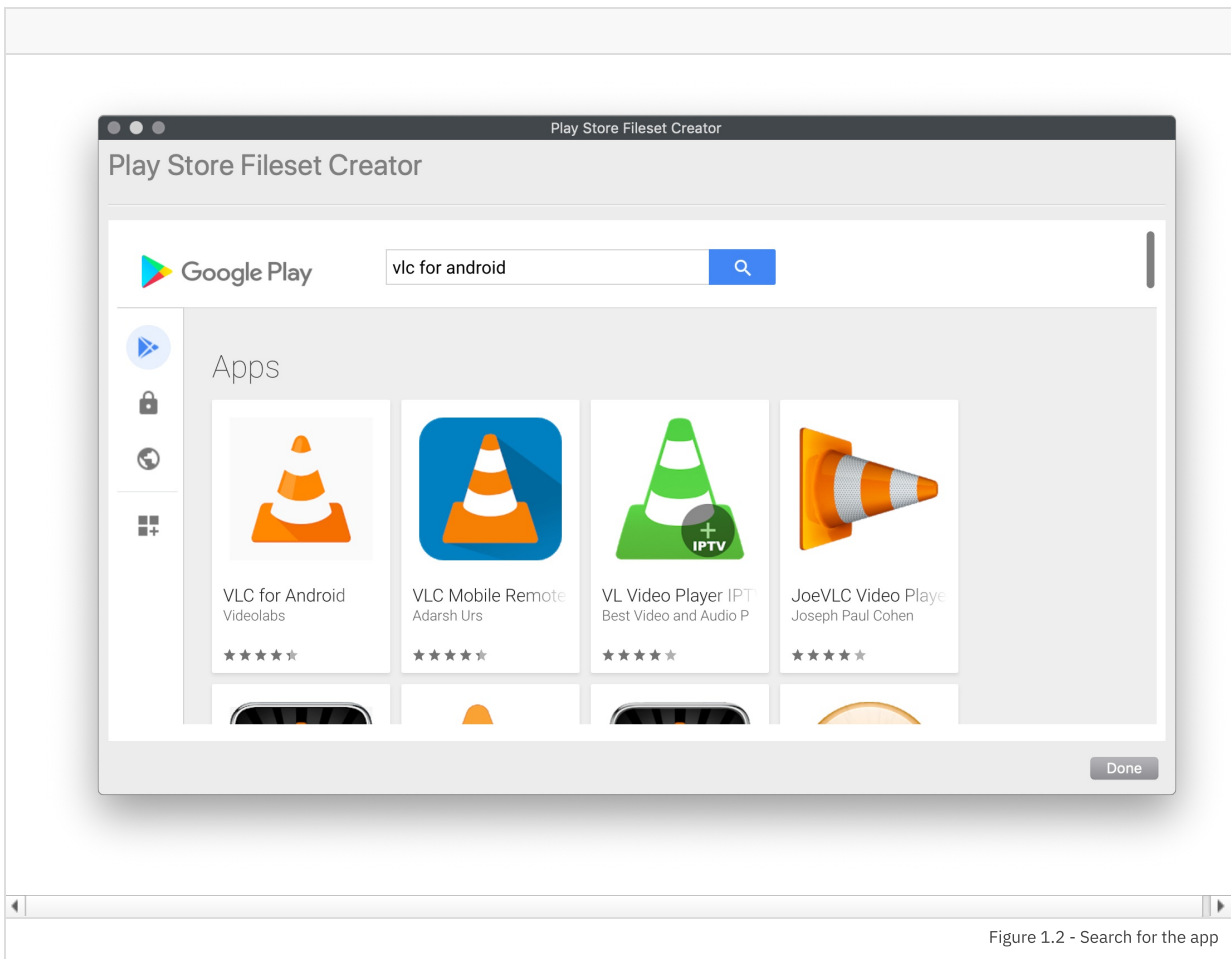 Play Store Fileset Creator
Play Store Fileset Creator
Google Play
vlc for android
Apps
IPTV
VLC for Android
Videolabs
VLC Mobile Remote
Adarsh Urs
VL Video Player IPT
Best Video and Audio P
JoeVLC Video Playe
Joseph Paul Cohen
Done
Figure 1.2 - Search for the app